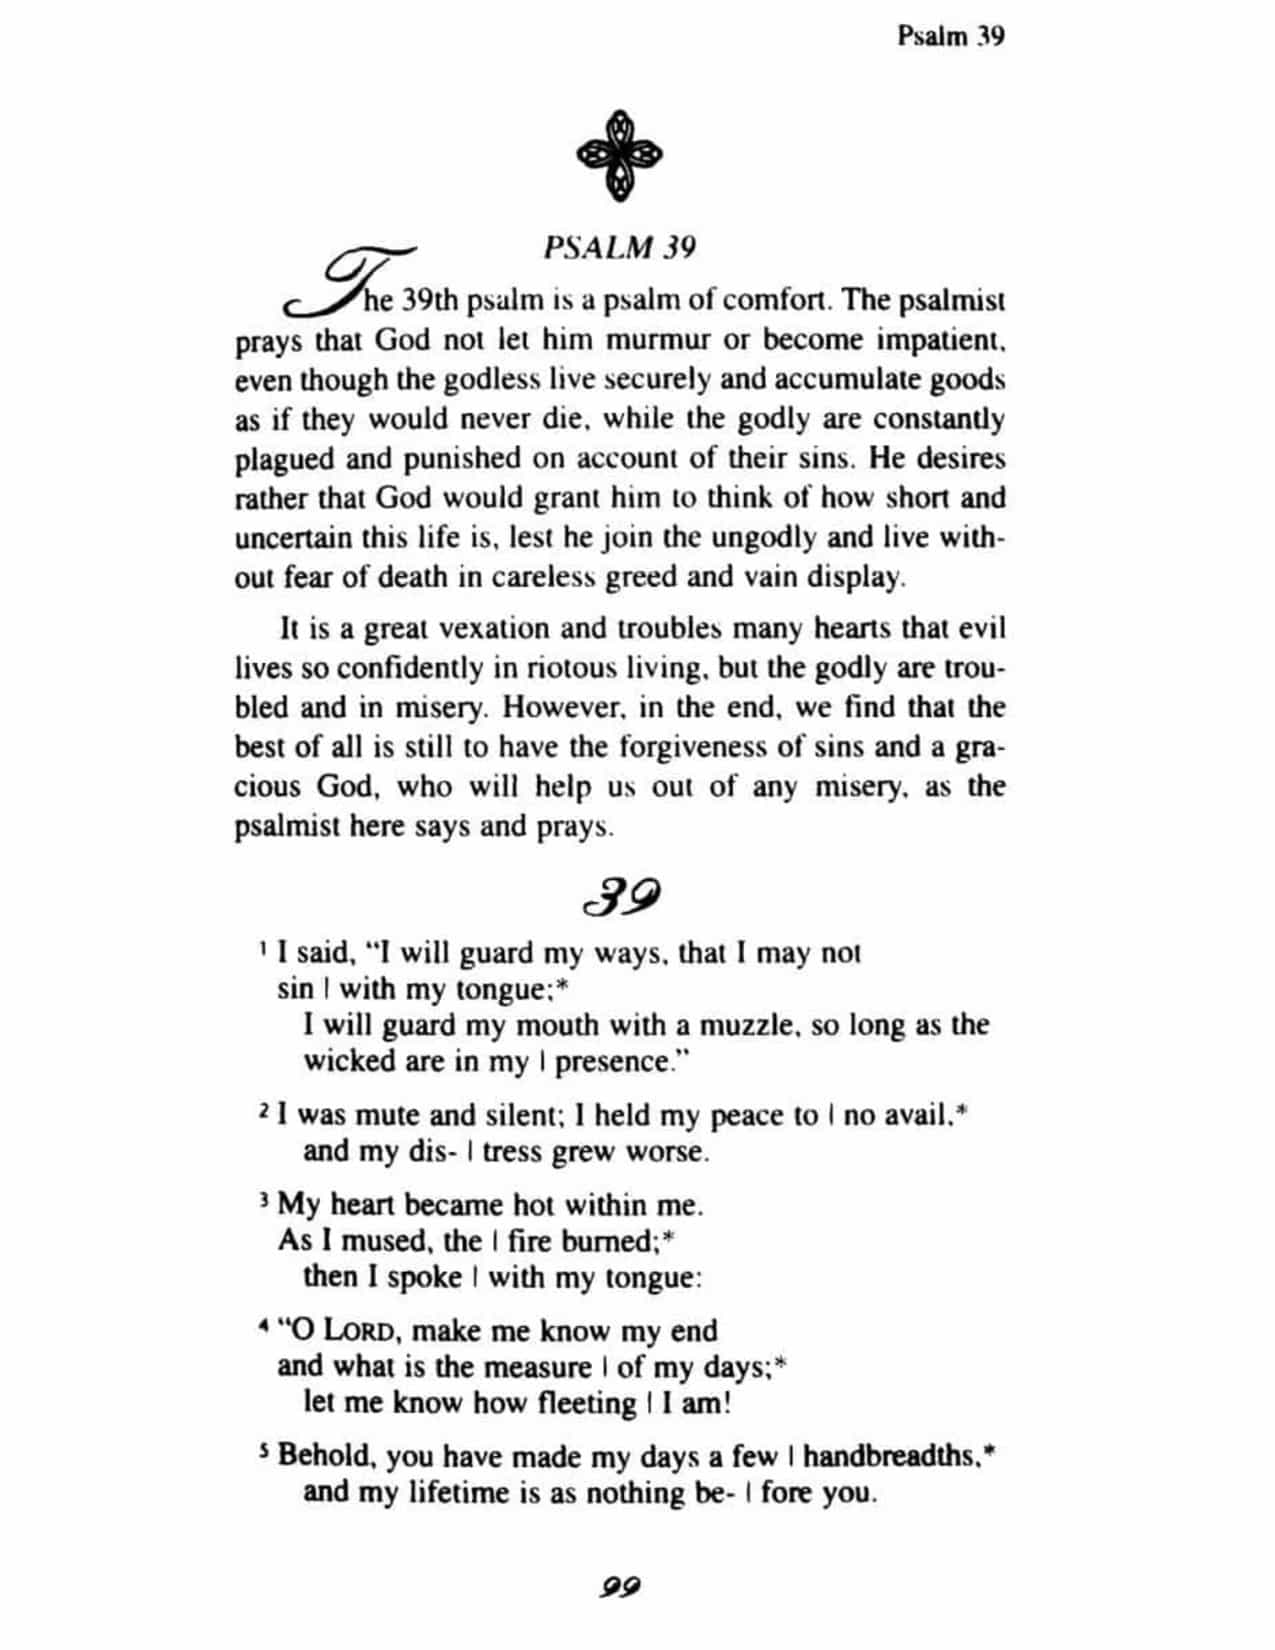 Psalm 39
PSALM 39
The 39th psalm is a psalm of comfort. The psalmist
prays that God not let him murmur or become impatient,
even though the godless live securely and accumulate goods
as if they would never die, while the godly are constantly
plagued and punished on account of their sins. He desires
rather that God would grant him to think of how short and
uncertain this life is, lest he join the ungodly and live with-
out fear of death in careless greed and vain display.
It is a great vexation and troubles many hearts that evil
lives so confidently in riotous living, but the godly are trou-
bled and in misery. However, in the end, we find that the
best of all is still to have the forgiveness of sins and a gra-
cious God, who will help us out of any misery, as the
psalmist here says and prays.
39
1 I said, “I will guard my ways, that I may not
sin | with my tongue;*
I will guard my mouth with a muzzle, so long as the
wicked are in my | presence.”
2 I was mute and silent; I held my peace to | no avail,*
and my dis- | tress grew worse.
3 My heart became hot within me.
As I mused, the | fire burned;*
then I spoke | with my tongue:
4 “O LORD, make me know my end
and what is the measure | of my days;*
let me know how fleeting | I am!
5 Behold, you have made my days a few | handbreadths,*
and my lifetime is as nothing be- | fore you.
99